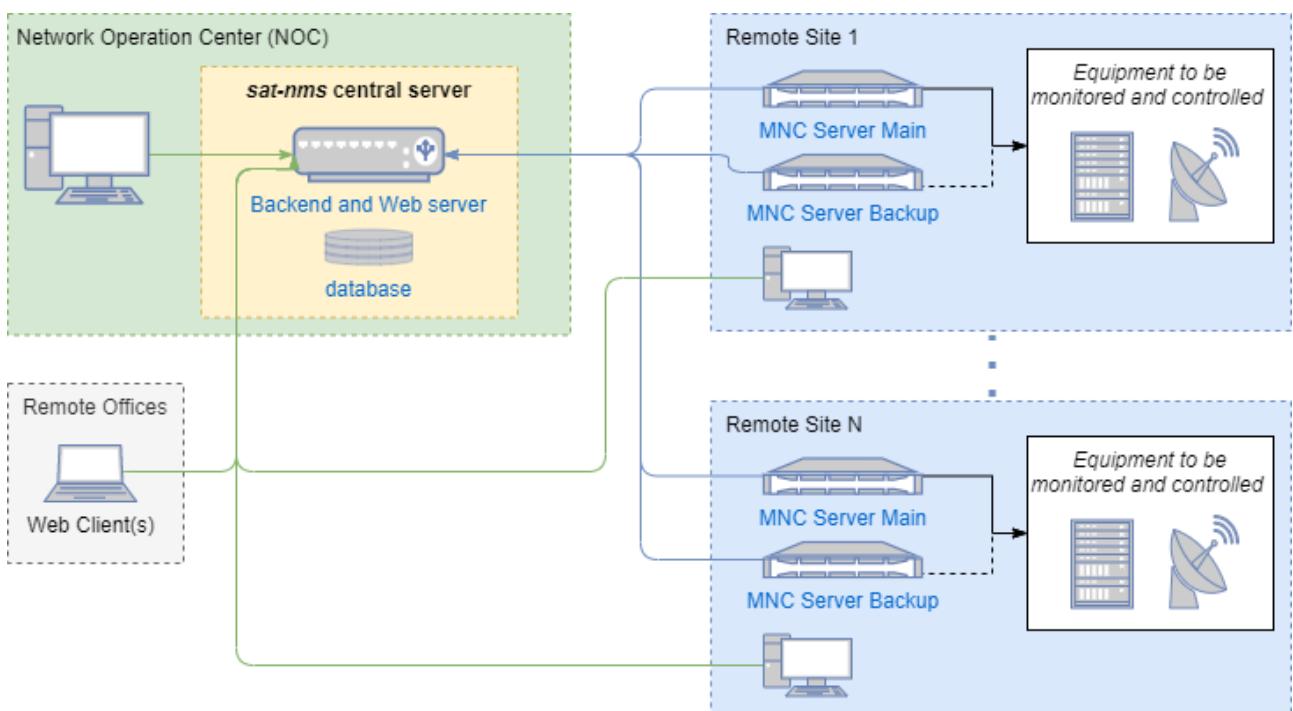 Network Operation Center (NOC)
sat-nms central server
Backend and Web server
database
Remote Offices
Web Client(s)
Remote Site 1
MNC Server Main
MNC Server Backup
Equipment to be
monitored and controlled
Remote Site N
MNC Server Main
MNC Server Backup
Equipment to be
monitored and controlled